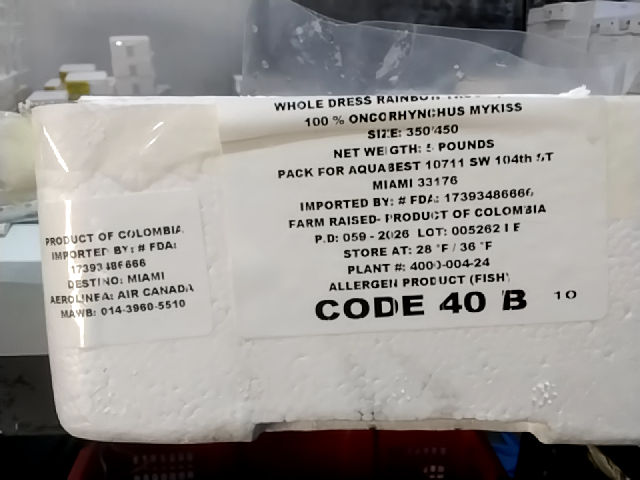 PRODUCT OF COLOMBIA
IMPORTED BY: # FDA:
17393486666
DESTINO: MIAMI
AEROLINEA: AIR CANADA
MAWB: 014-3960-5510
WHOLE DRESS RAINBOW
100 % ONCORHYNCHUS MYKISS
SIZE: 350/450
NET WEIGTH: 5 POUNDS
PACK FOR AQUABEST 10711 SW 104th ST
MIAMI 33176
IMPORTED BY: # FDA: 17393486666
FARM RAISED- PRODUCT OF COLOMBIA
P.D: 059 - 2026 LOT: 005262
STORE AT: 28 °F / 36 °F
PLANT #: 4000-004-24
ALLERGEN PRODUCT (FISH)
CODE 40 B 10